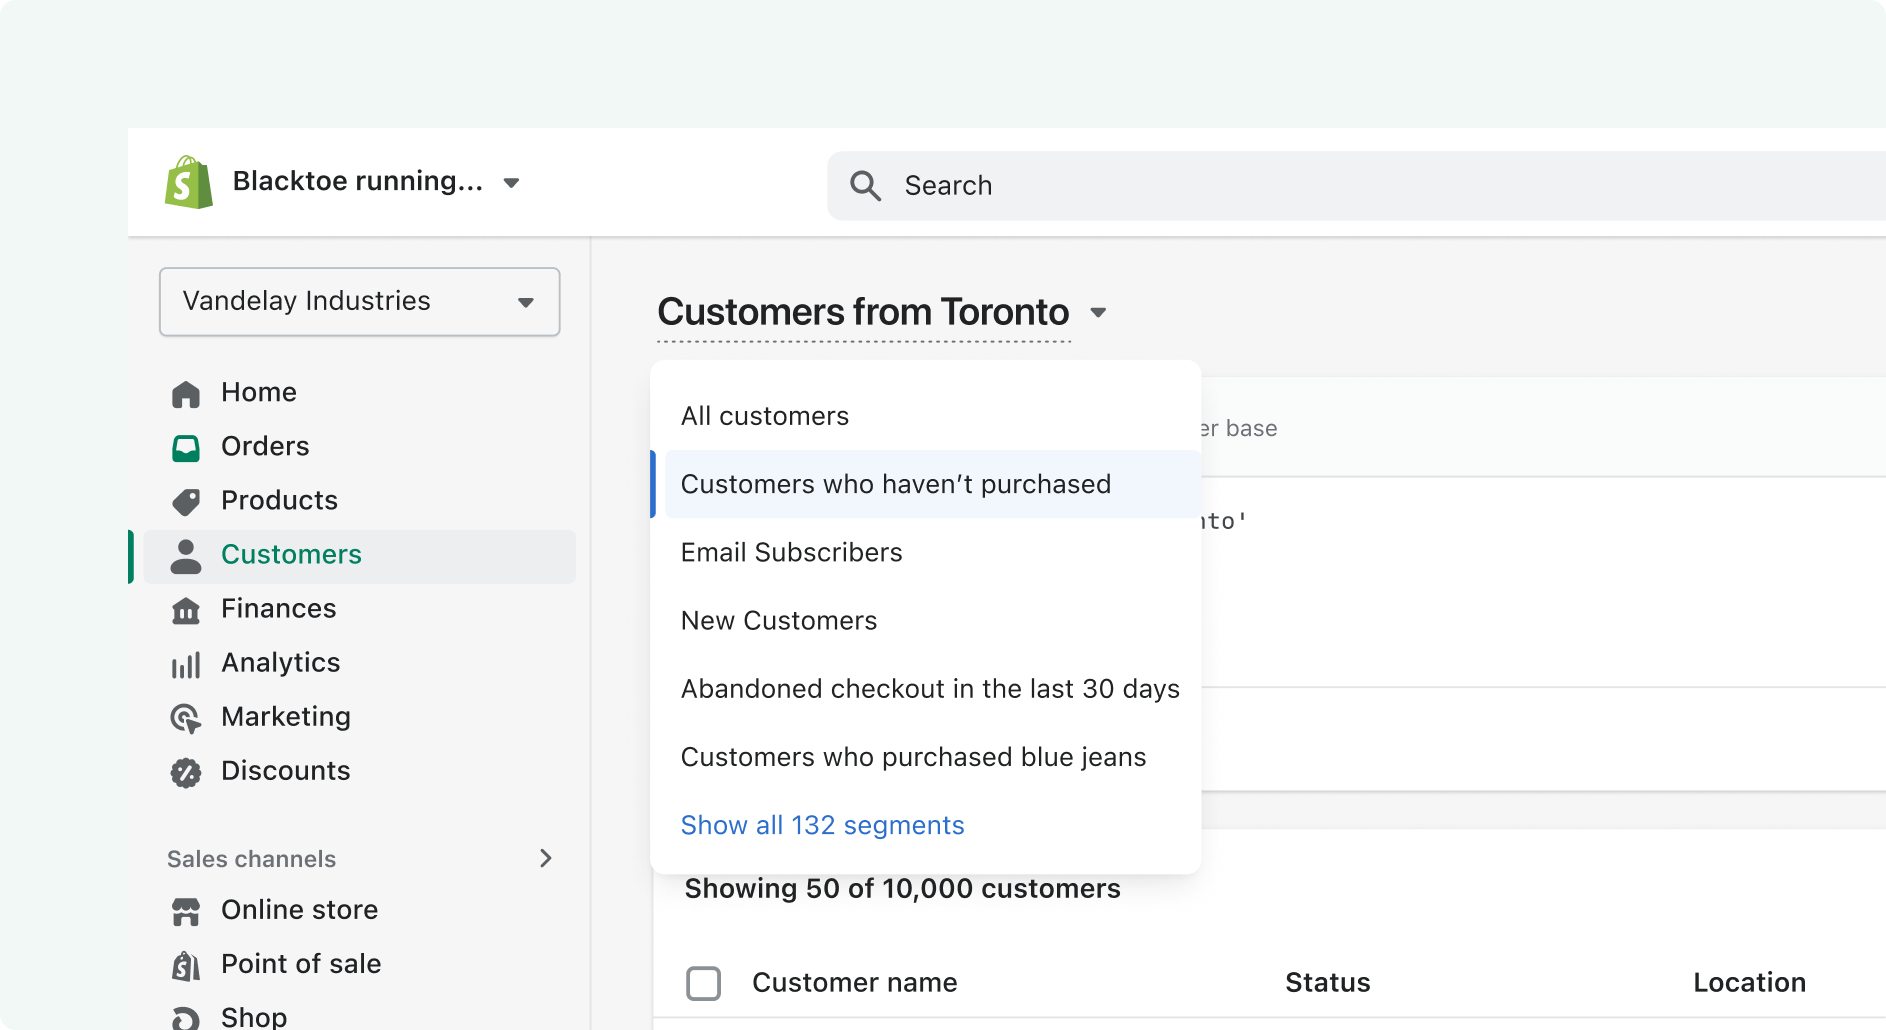 Blacktoe running...
Search
Vandelay Industries
Home
Orders
Products
Customers
Finances
Analytics
Marketing
Discounts
Sales channels
Online store
Point of sale
Shop
Customers from Toronto
All customers
er base
Customers who haven’t purchased
nto'
Email Subscribers
New Customers
Abandoned checkout in the last 30 days
Customers who purchased blue jeans
Show all 132 segments
Showing 50 of 10,000 customers
Customer name Status Location